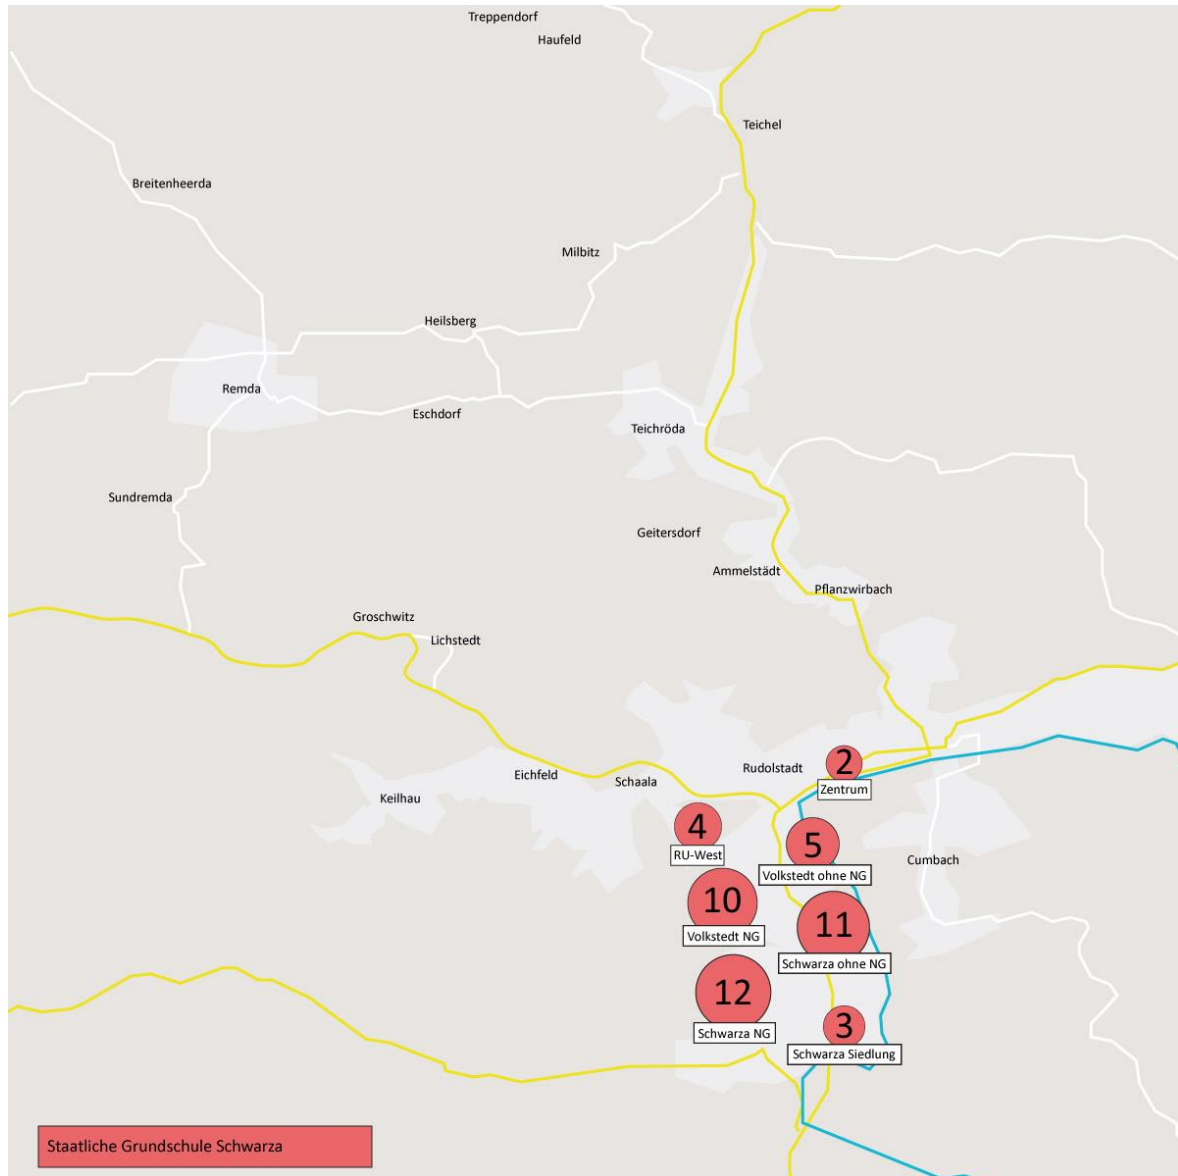 Treppendorf
Haufeld
Teichel
Breitenheerda
Milbitz
Heilsberg
Remda
Eschdorf
Teichröda
Sundremda
Geitersdorf
Ammelstädt
Pflanzwirbach
Groschwitz
Lichstedt
Rudolstadt
2
Zentrum
Eichfeld
Schaala
Keilhau
4
RU-West
5
Volkstedt ohne NG
Cumbach
10
Volkstedt NG
11
Schwarza ohne NG
12
Schwarza NG
3
Schwarza Siedlung
Staatliche Grundschule Schwarza